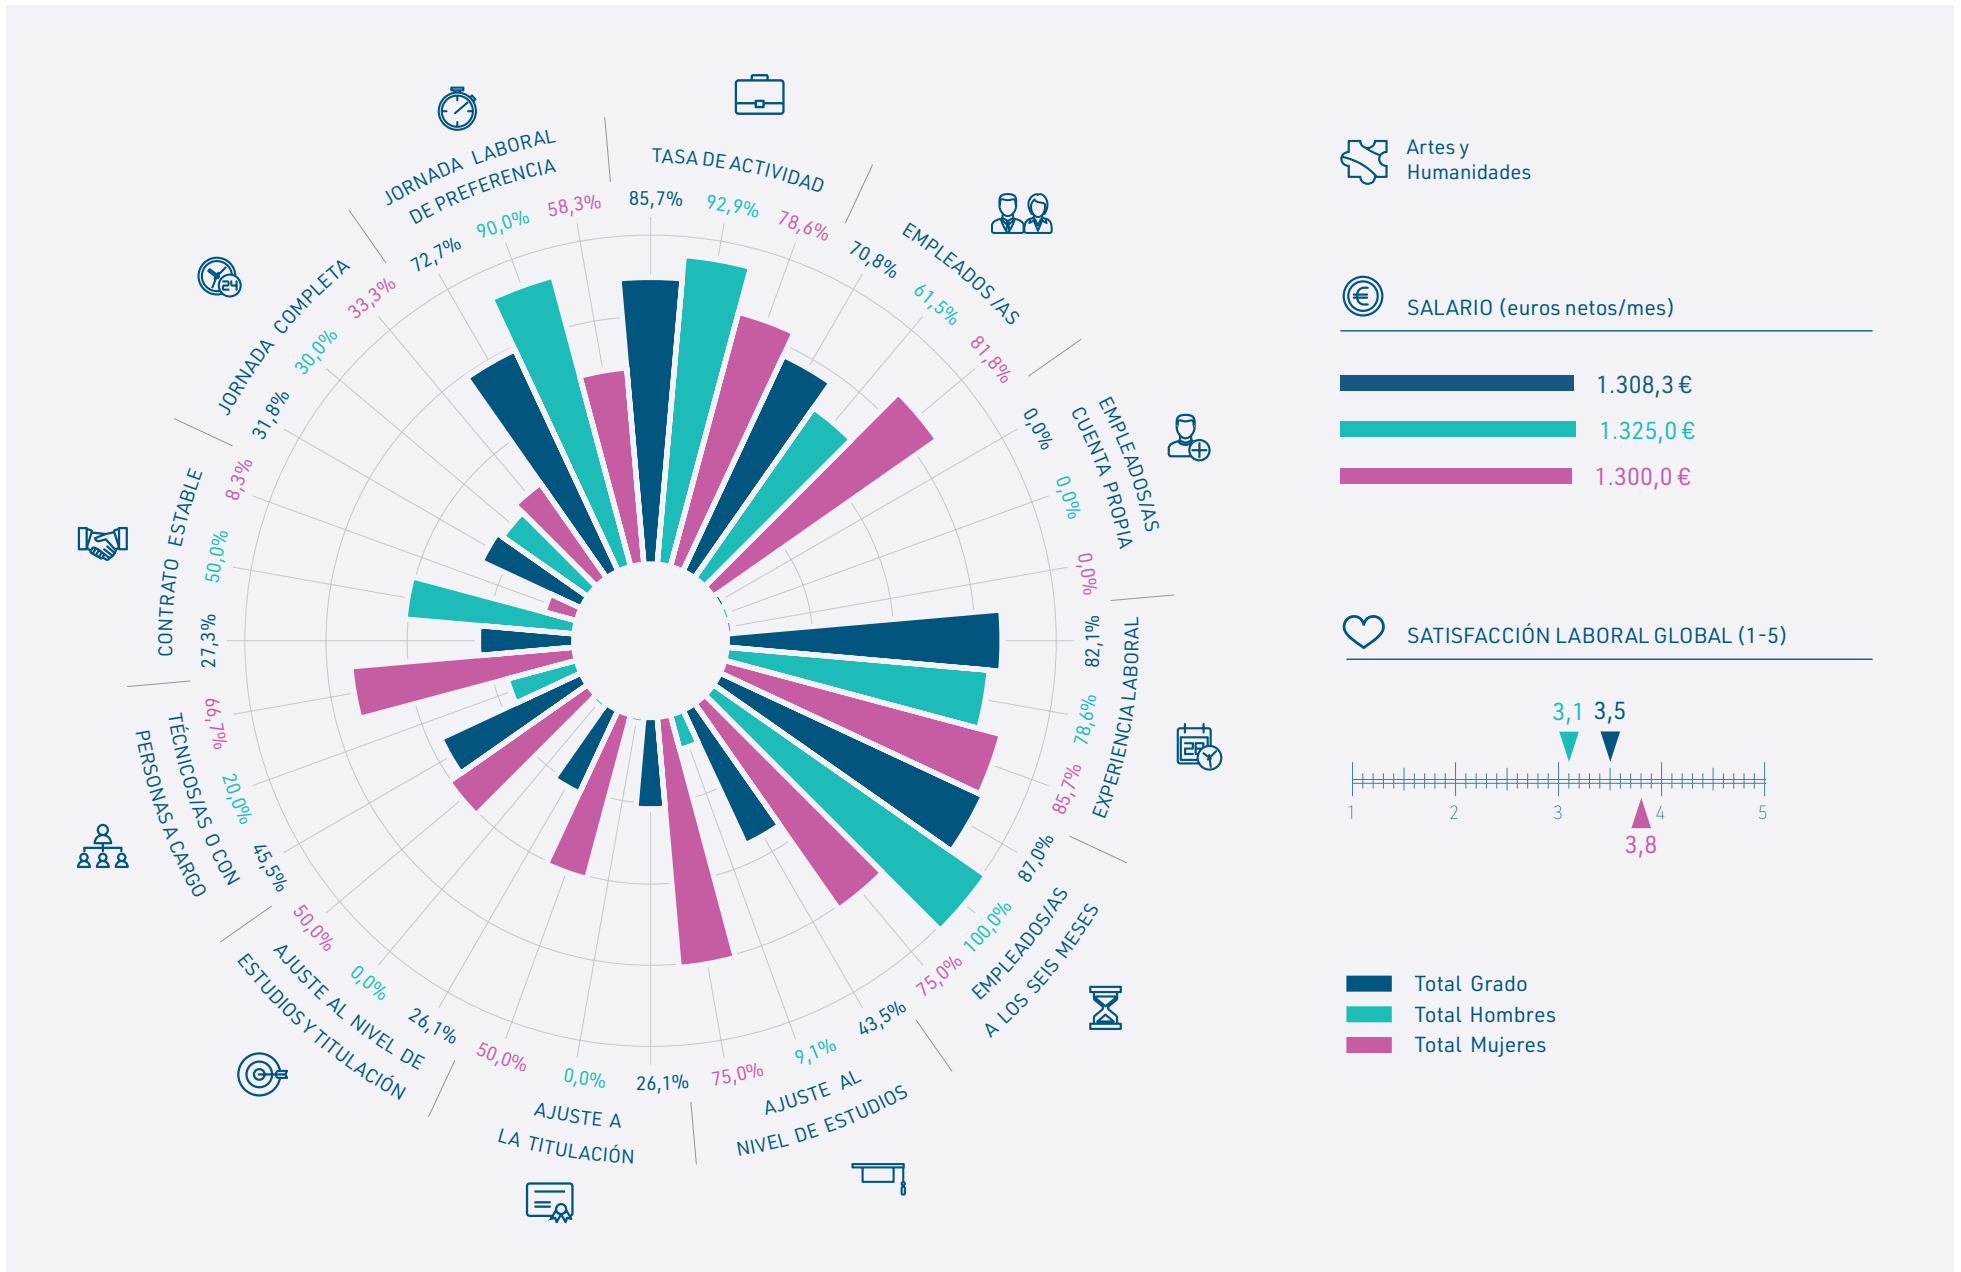 JORNADA LABORAL
DE PREFERENCIA
72,7%
90,0%
58,3%
TASA DE ACTIVIDAD
85,7%
92,9%
78,6%
EMPLEADOS /AS
70,8%
61,5%
81,8%
EMPLEADOS/AS
CUENTA PROPIA
0,0%
0,0%
0,0%
EXPERIENCIA LABORAL
82,1%
78,6%
85,7%
EMPLEADOS/AS
A LOS SEIS MESES
87,0%
100,0%
75,0%
AJUSTE AL
NIVEL DE ESTUDIOS
43,5%
9,1%
75,0%
AJUSTE A
LA TITULACIÓN
26,1%
0,0%
50,0%
AJUSTE AL NIVEL DE
ESTUDIOS Y TITULACIÓN
26,1%
0,0%
50,0%
TÉCNICOS/AS O CON
PERSONAS A CARGO
45,5%
20,0%
66,7%
CONTRATO ESTABLE
27,3%
50,0%
8,3%
JORNADA COMPLETA
31,8%
30,0%
33,3%
24
Artes y
Humanidades
SALARIO (euros netos/mes)
€
1.308,3 €
1.325,0 €
1.300,0 €
SATISFACCIÓN LABORAL GLOBAL (1-5)
3,1 3,5
1 2 3 4 5
3,8
Total Grado
Total Hombres
Total Mujeres